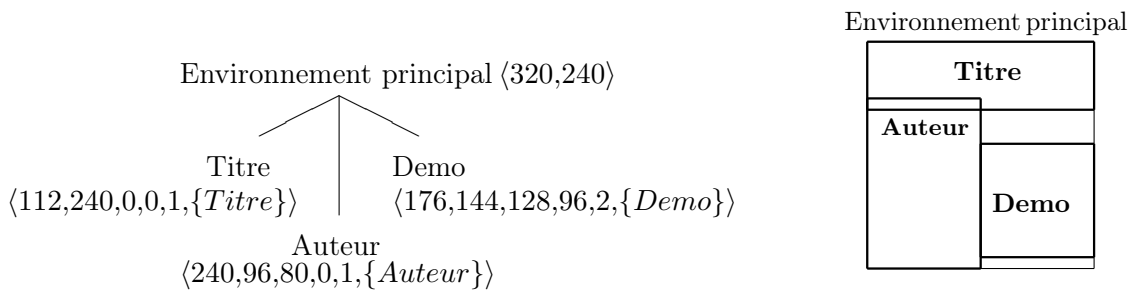 Environnement principal ⟨320,240⟩
Titre
⟨112,240,0,0,1,{Titre}⟩
Demo
⟨176,144,128,96,2,{Demo}⟩
Auteur
⟨240,96,80,0,1,{Auteur}⟩
Environnement principal
Titre
Auteur
Demo